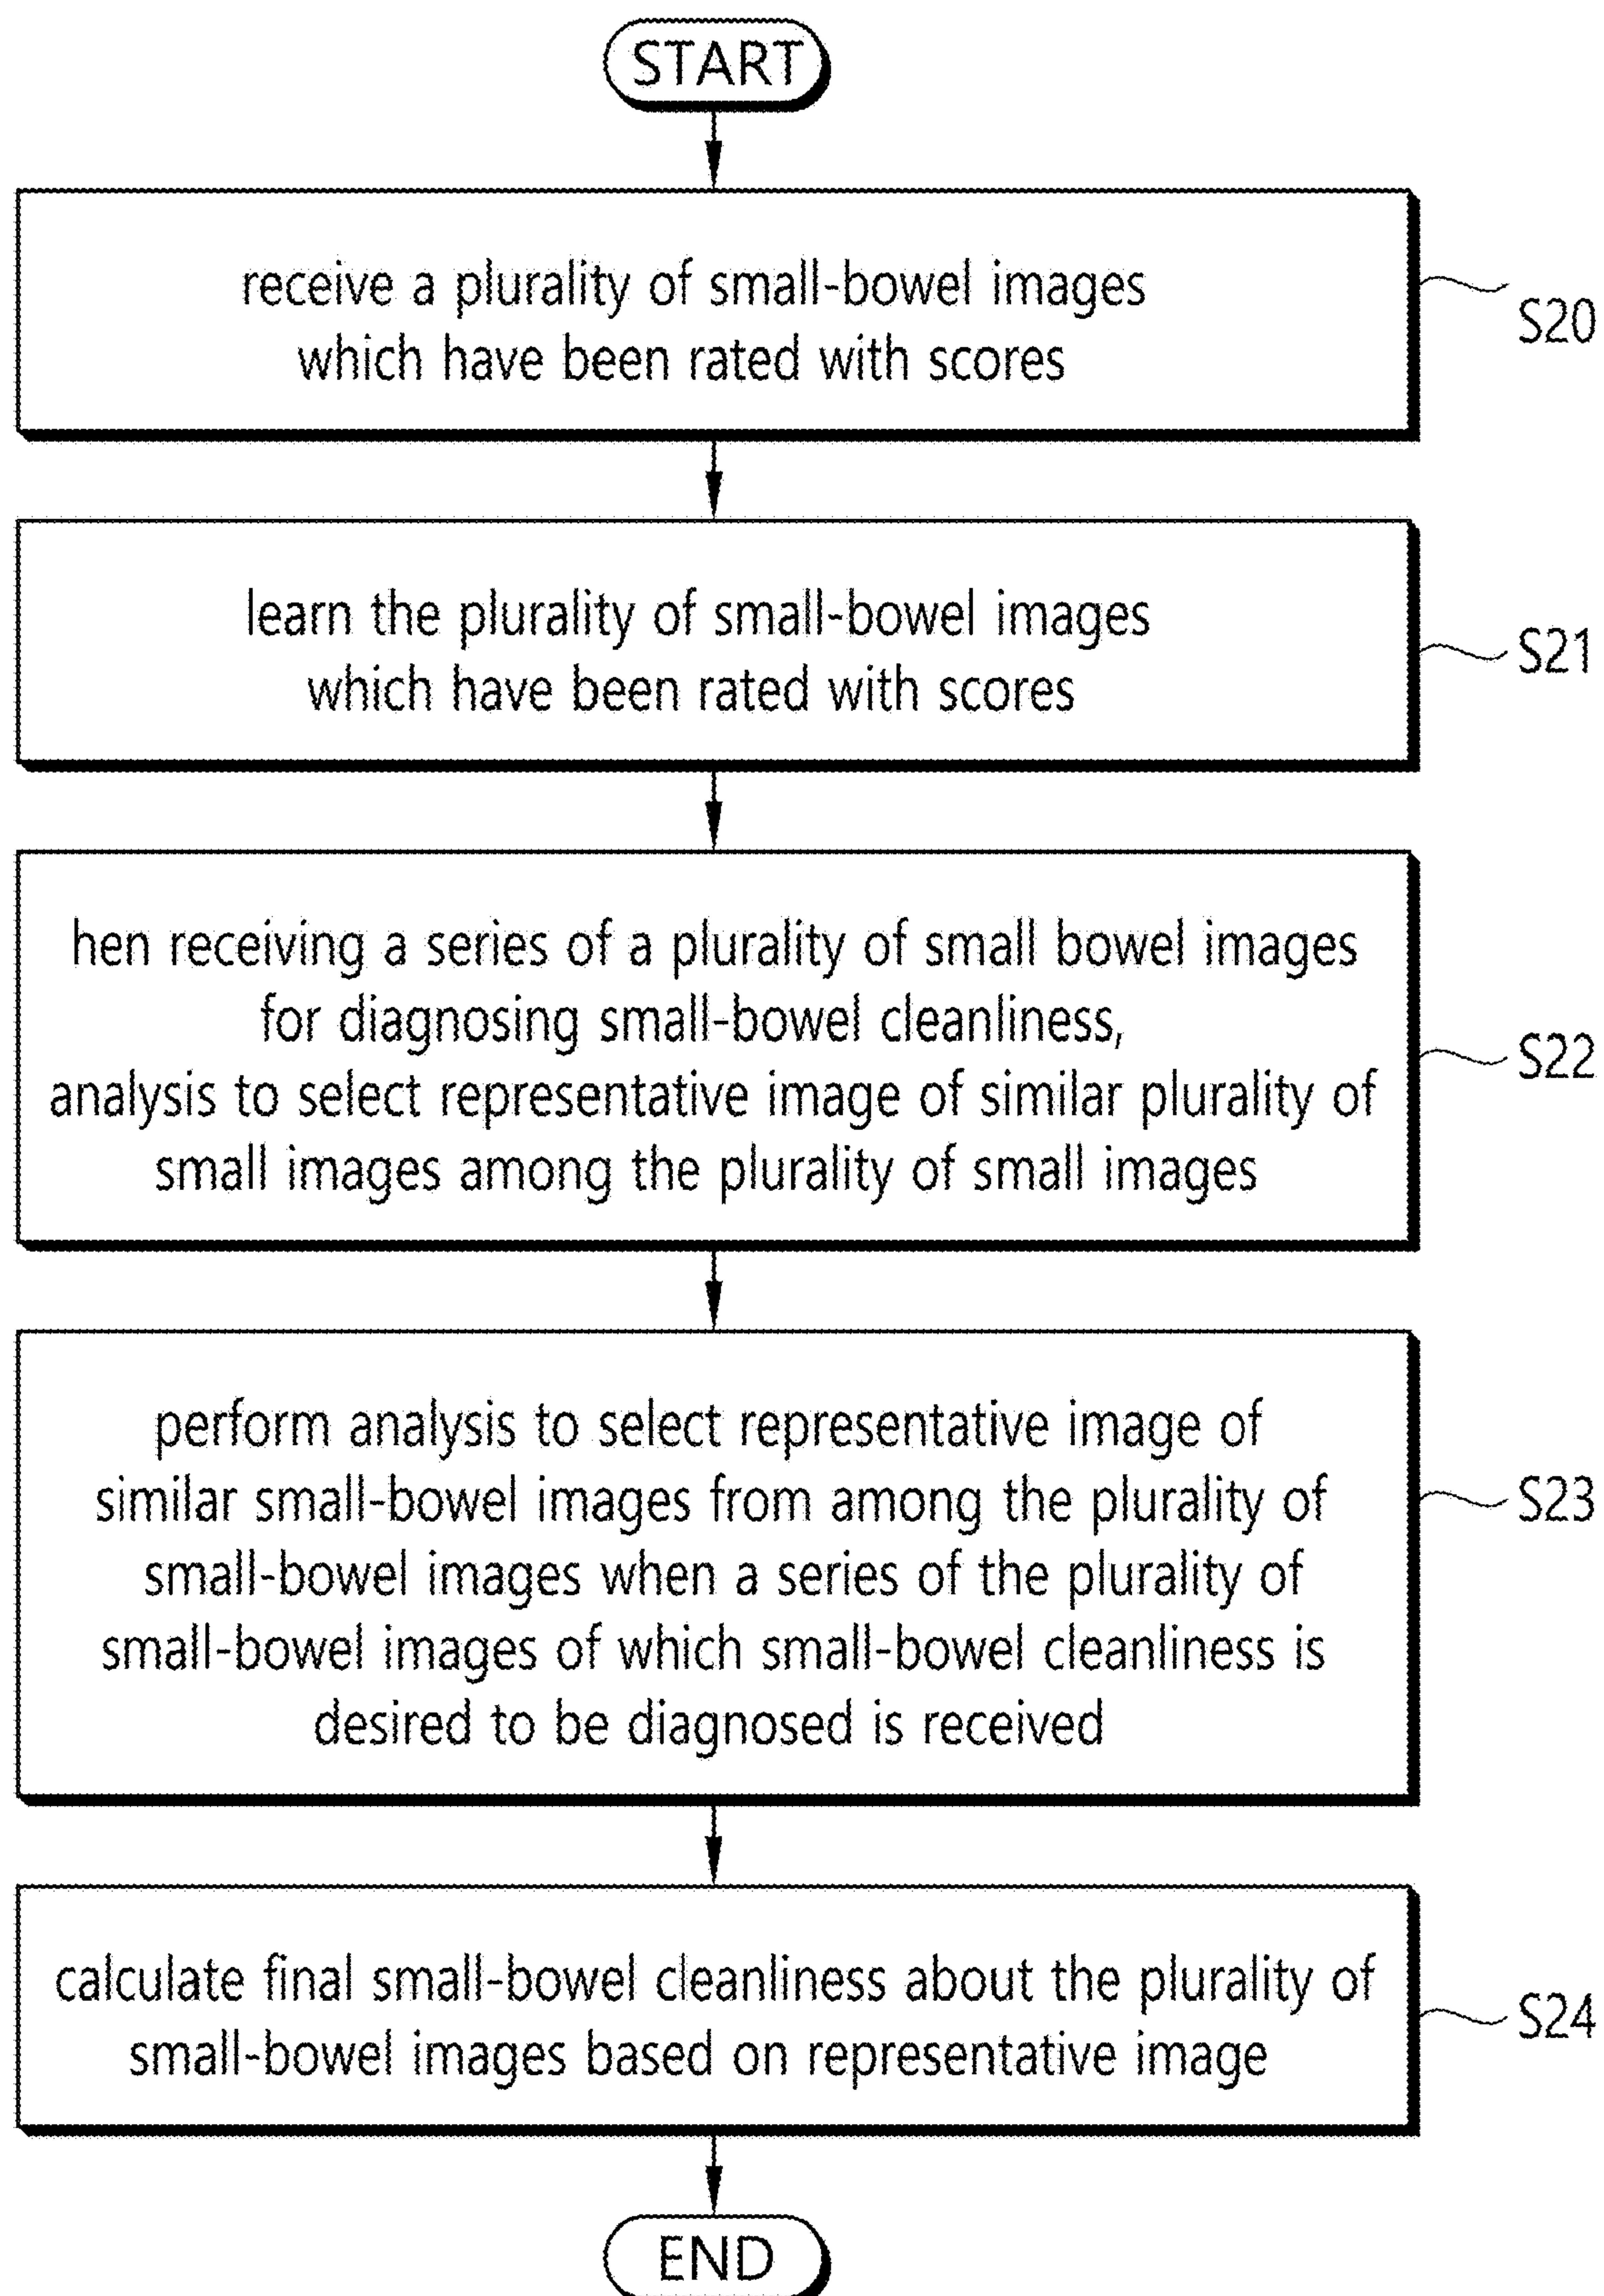 START
receive a plurality of small-bowel images
which have been rated with scores
S20
learn the plurality of small-bowel images
which have been rated with scores
S21
hen receiving a series of a plurality of small bowel images
for diagnosing small-bowel cleanliness,
analysis to select representative image of similar plurality of
small images among the plurality of small images
S22
perform analysis to select representative image of
similar small-bowel images from among the plurality of
small-bowel images when a series of the plurality of
small-bowel images of which small-bowel cleanliness is
desired to be diagnosed is received
S23
calculate final small-bowel cleanliness about the plurality of
small-bowel images based on representative image
S24
END